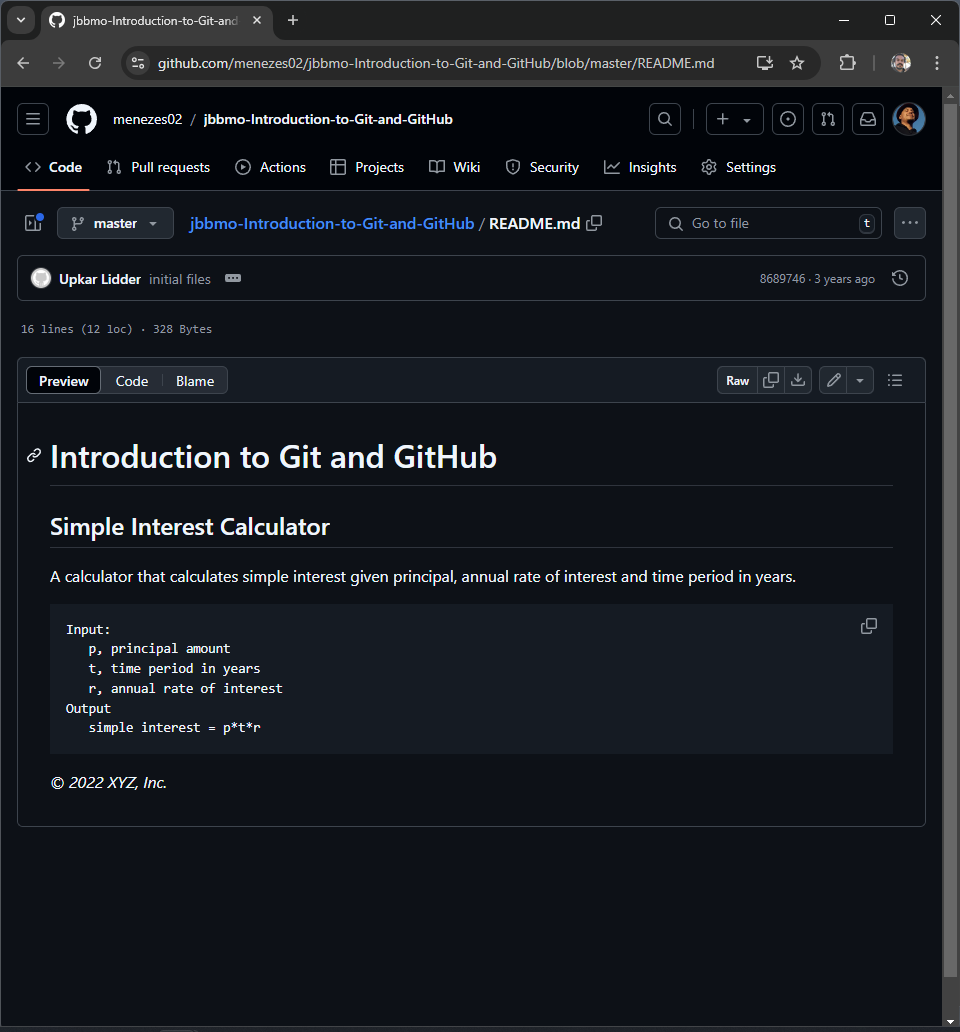 jbbmo-Introduction-to-Git-and
github.com/menezes02/jbbmo-Introduction-to-Git-and-GitHub/blob/master/README.md
menezes02 / jbbmo-Introduction-to-Git-and-GitHub
Code Pull requests Actions Projects Wiki Security Insights Settings
master jbbmo-Introduction-to-Git-and-GitHub / README.md Go to file t
Upkar Lidder initial files 8689746 · 3 years ago
16 lines (12 loc) · 328 Bytes
Preview Code Blame Raw
Introduction to Git and GitHub
Simple Interest Calculator
A calculator that calculates simple interest given principal, annual rate of interest and time period in years.
Input:
p, principal amount
t, time period in years
r, annual rate of interest
Output
simple interest = p*t*r
© 2022 XYZ, Inc.